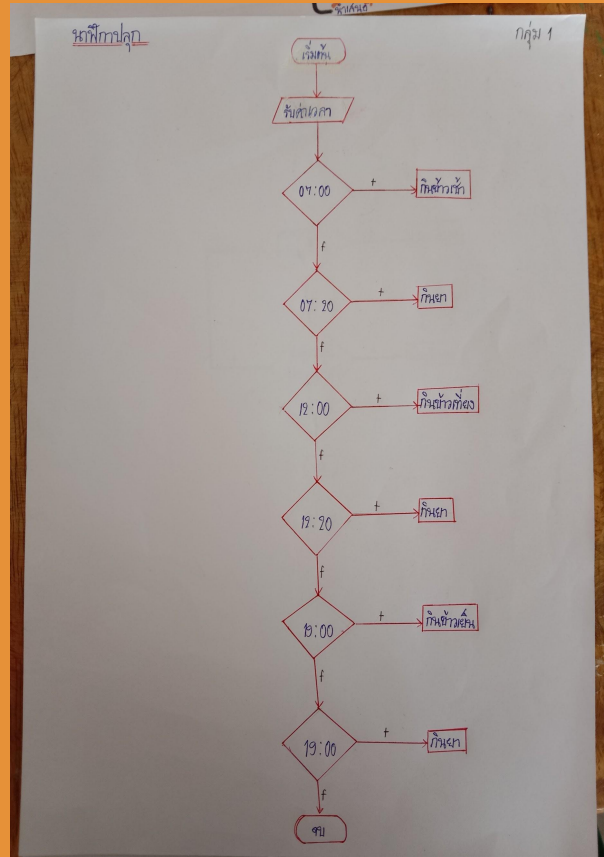 นาฬิกาปลุก
กลุ่ม 1
เริ่มต้น
รับค่าเวลา
07:00
t
กินข้าวเช้า
f
07:20
t
กินยา
f
12:00
t
กินข้าวเที่ยง
f
12:20
t
กินยา
f
t
กินข้าวเย็น
f
19:00
t
กินยา
f
จบ